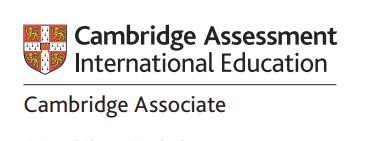 Cambridge Assessment
International Education
Cambridge Associate